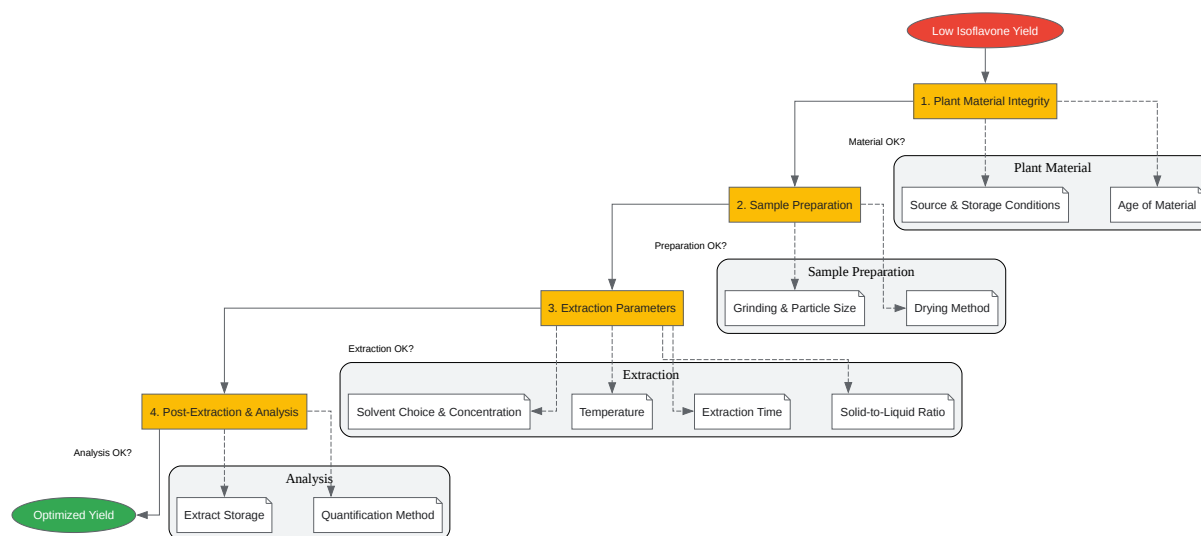 Low Isoflavone Yield
1. Plant Material Integrity
Material OK?
Plant Material
Source & Storage Conditions
Age of Material
2. Sample Preparation
Preparation OK?
Sample Preparation
Grinding & Particle Size
Drying Method
3. Extraction Parameters
Extraction OK?
Extraction
Solvent Choice & Concentration
Temperature
Extraction Time
Solid-to-Liquid Ratio
4. Post-Extraction & Analysis
Analysis OK?
Analysis
Extract Storage
Quantification Method
Optimized Yield